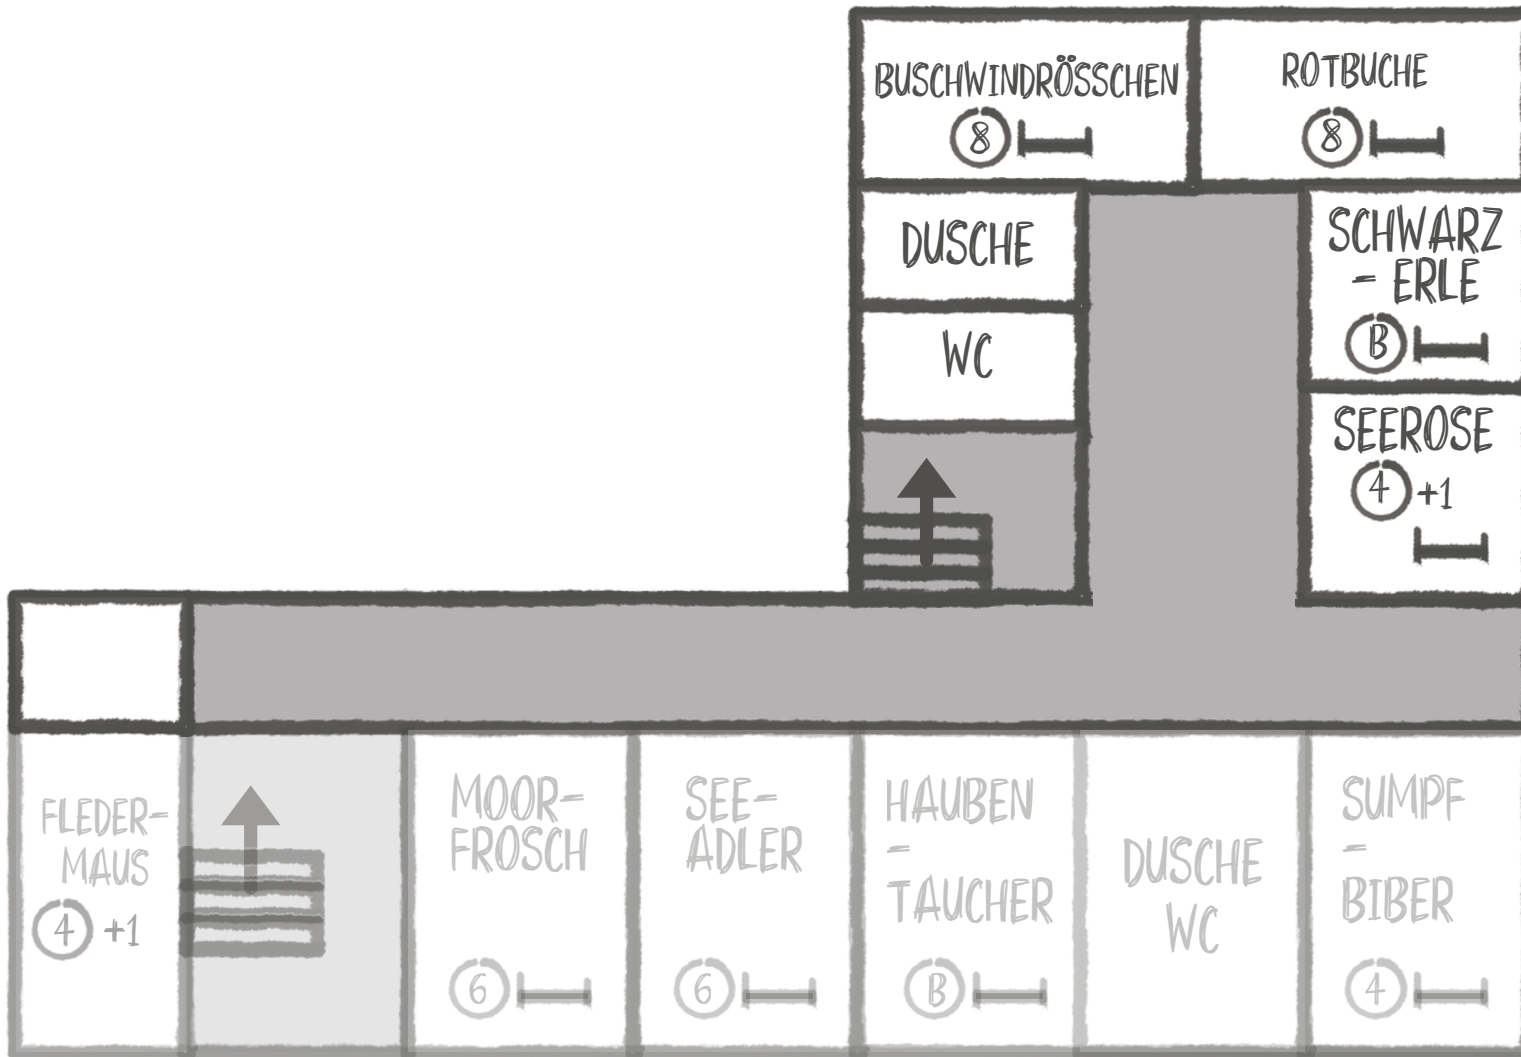 BUSCHWINDRÖSSCHEN
8
ROTBUCHE
8
DUSCHE
WC
SCHWARZ
- ERLE
B
SEEROSE
4 +1
FLEDER-
MAUS
4 +1
MOOR-
FROSCH
6
SEE-
ADLER
6
HAUBEN
-
TAUCHER
B
DUSCHE
WC
SUMPF
-
BIBER
4